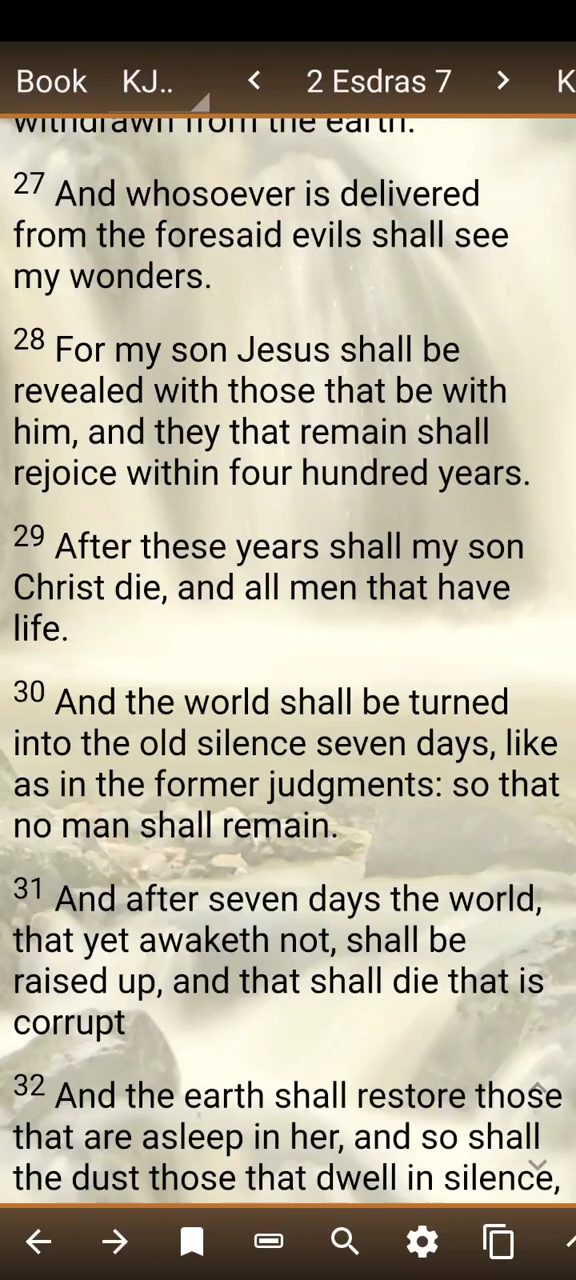 Book KJ.. < 2 Esdras 7 > K
withdrawn from the earth.
27 And whosoever is delivered
from the foresaid evils shall see
my wonders.
28 For my son Jesus shall be
revealed with those that be with
him, and they that remain shall
rejoice within four hundred years.
29 After these years shall my son
Christ die, and all men that have
life.
30 And the world shall be turned
into the old silence seven days, like
as in the former judgments: so that
no man shall remain.
31 And after seven days the world,
that yet awaketh not, shall be
raised up, and that shall die that is
corrupt
32 And the earth shall restore those
that are asleep in her, and so shall
the dust those that dwell in silence,